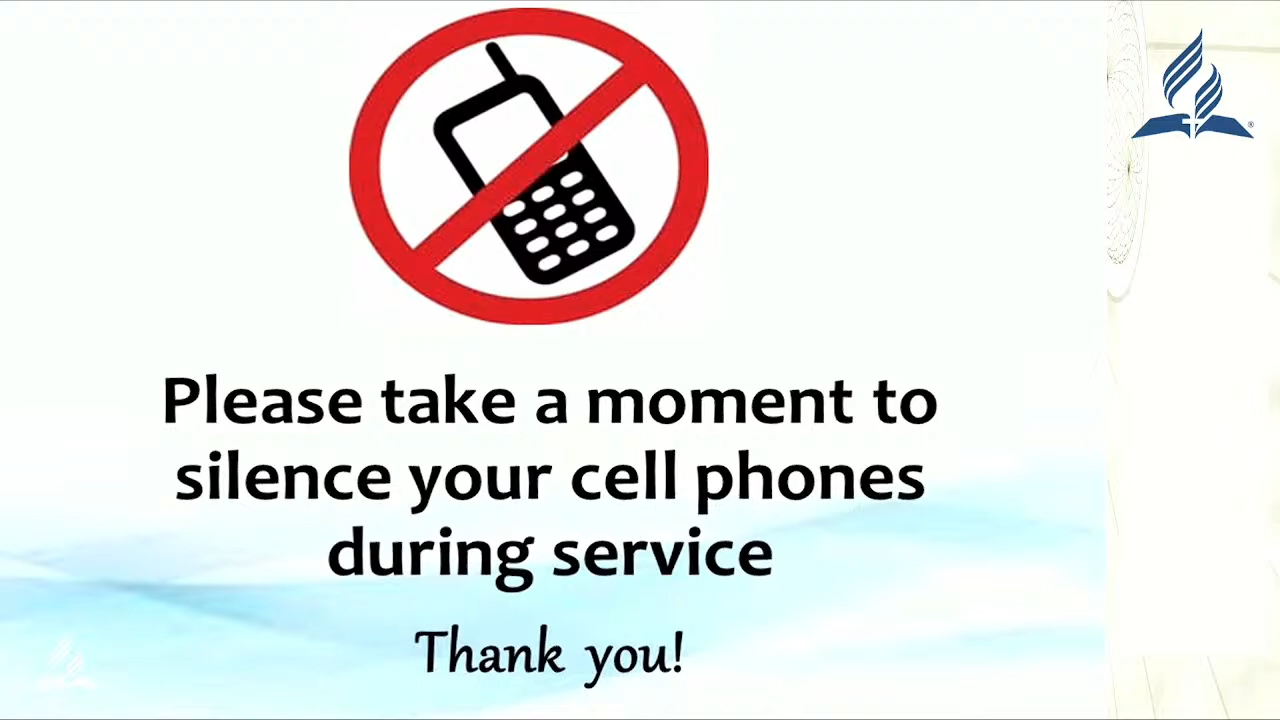 Please take a moment to
silence your cell phones
during service
Thank you!